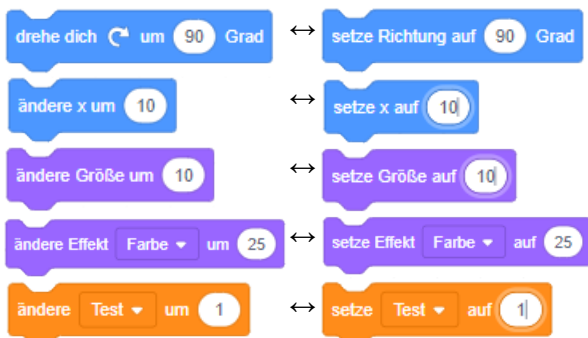 drehe dich um 90 Grad ↔ setze Richtung auf 90 Grad
ändere x um 10 ↔ setze x auf 10
ändere Größe um 10 ↔ setze Größe auf 10
ändere Effekt Farbe um 25 ↔ setze Effekt Farbe auf 25
ändere Test um 1 ↔ setze Test auf 1